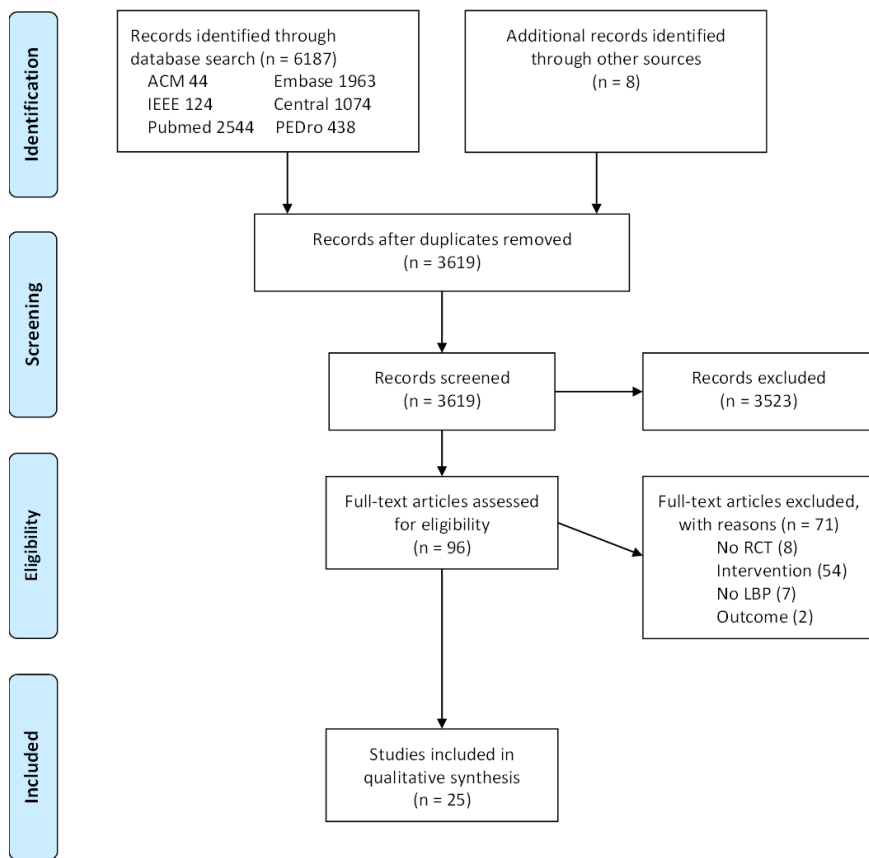 Identification
Records identified through
database search (n = 6187)
ACM 44 Embase 1963
IEEE 124 Central 1074
Pubmed 2544 PEDro 438
Additional records identified
through other sources
(n = 8)
Screening
Records after duplicates removed
(n = 3619)
Records screened
(n = 3619)
Records excluded
(n = 3523)
Eligibility
Full-text articles assessed
for eligibility
(n = 96)
Full-text articles excluded,
with reasons (n = 71)
No RCT (8)
Intervention (54)
No LBP (7)
Outcome (2)
Included
Studies included in
qualitative synthesis
(n = 25)